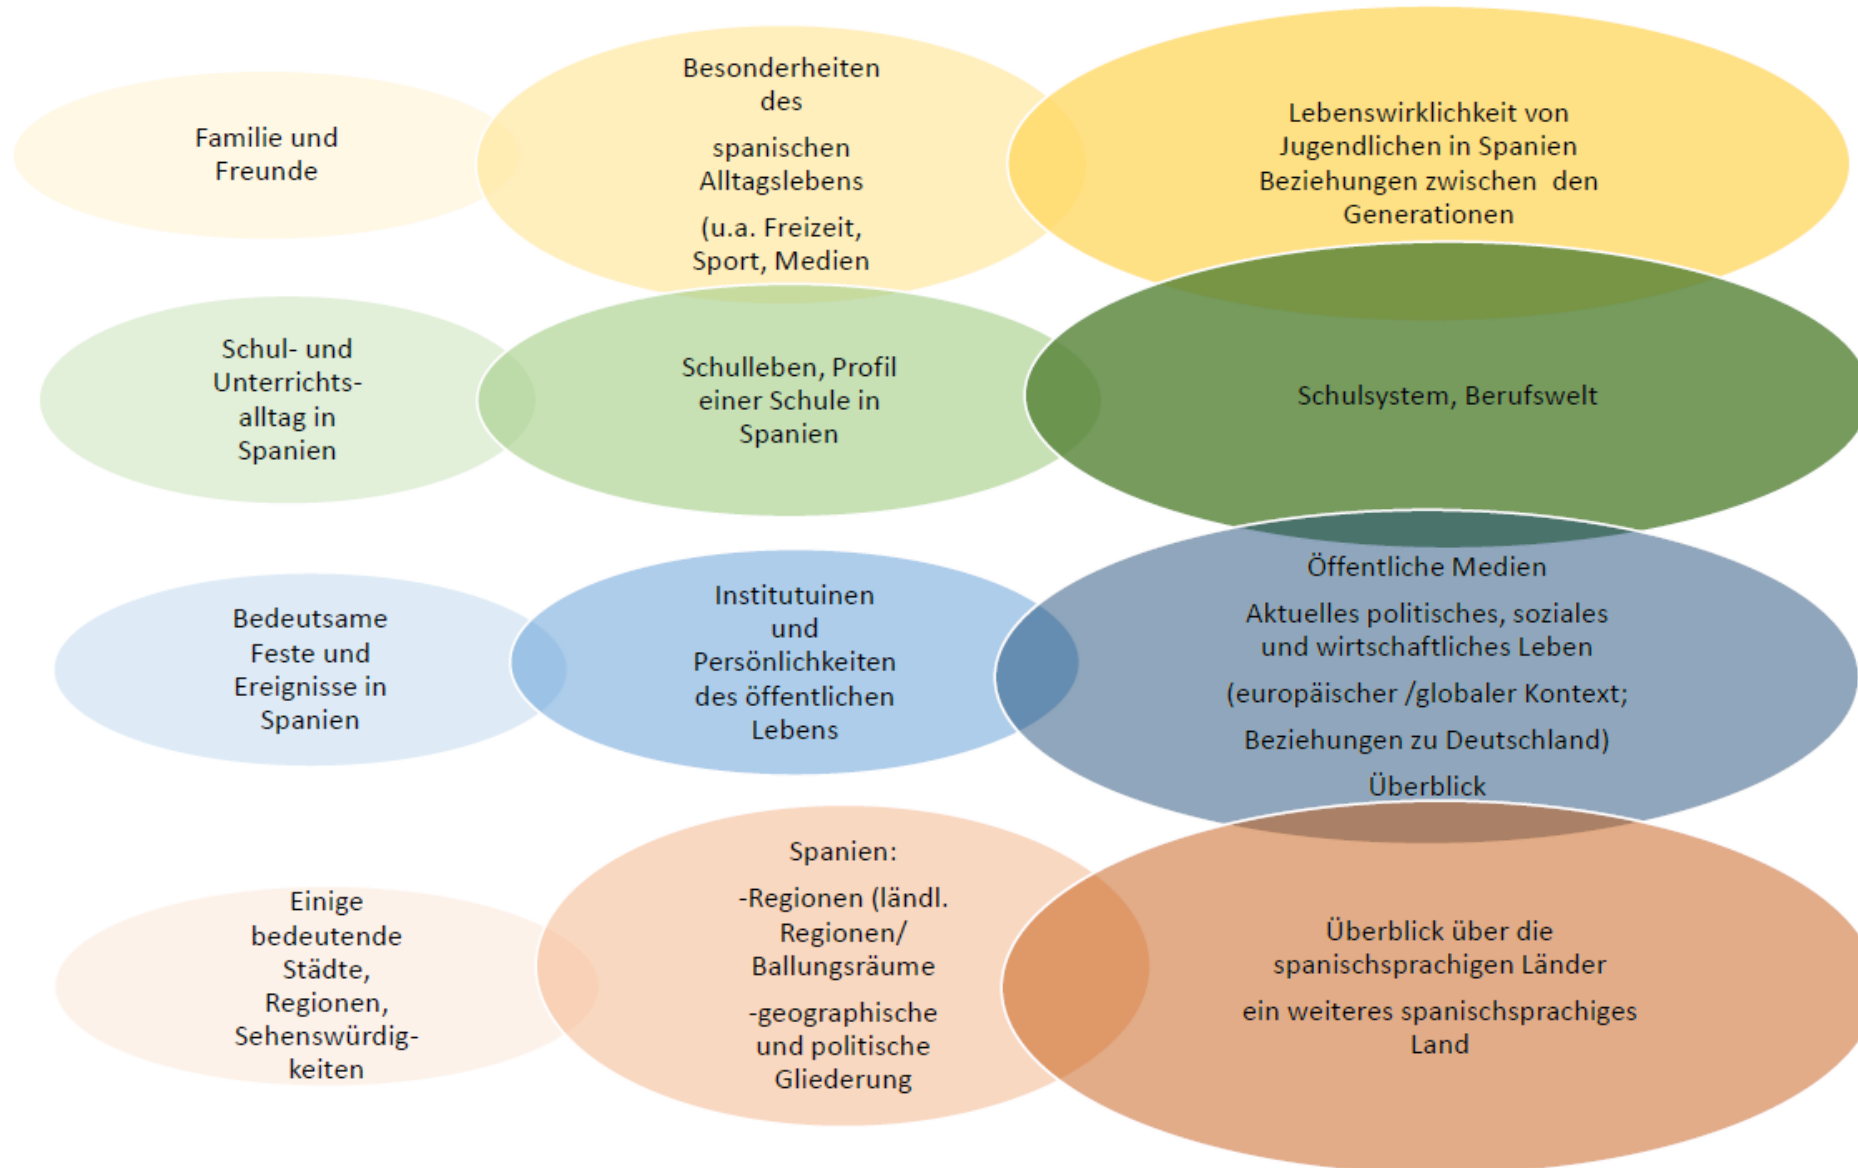 Familie und
Freunde
Besonderheiten
des
spanischen
Alltagslebens
(u.a. Freizeit,
Sport, Medien
Lebenswirklichkeit von
Jugendlichen in Spanien
Beziehungen zwischen  den
Generationen
Schul- und
Unterrichts-
alltag in
Spanien
Schulleben, Profil
einer Schule in
Spanien
Schulsystem, Berufswelt
Bedeutsame
Feste und
Ereignisse in
Spanien
Institutuinen
und
Persönlichkeiten
des öffentlichen
Lebens
Öffentliche Medien
Aktuelles politisches, soziales
und wirtschaftliches Leben
(europäischer /globaler Kontext;
Beziehungen zu Deutschland)
Überblick
Einige
bedeutende
Städte,
Regionen,
Sehenswürdig-
keiten
Spanien:
-Regionen (ländl.
Regionen/
Ballungsräume
-geographische
und politische
Gliederung
Überblick über die
spanischsprachigen Länder
ein weiteres spanischsprachiges
Land